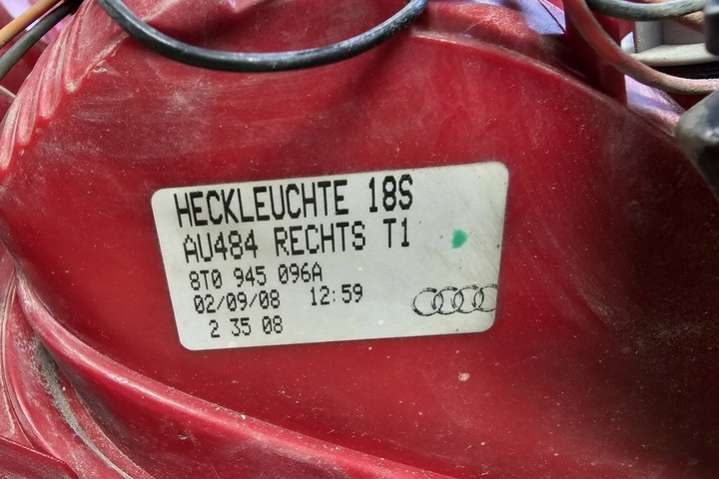 HECKLEUCHTE 18S
AU484 RECHTS T1
8T0 945 096A
02/09/08 12:59
2 35 08